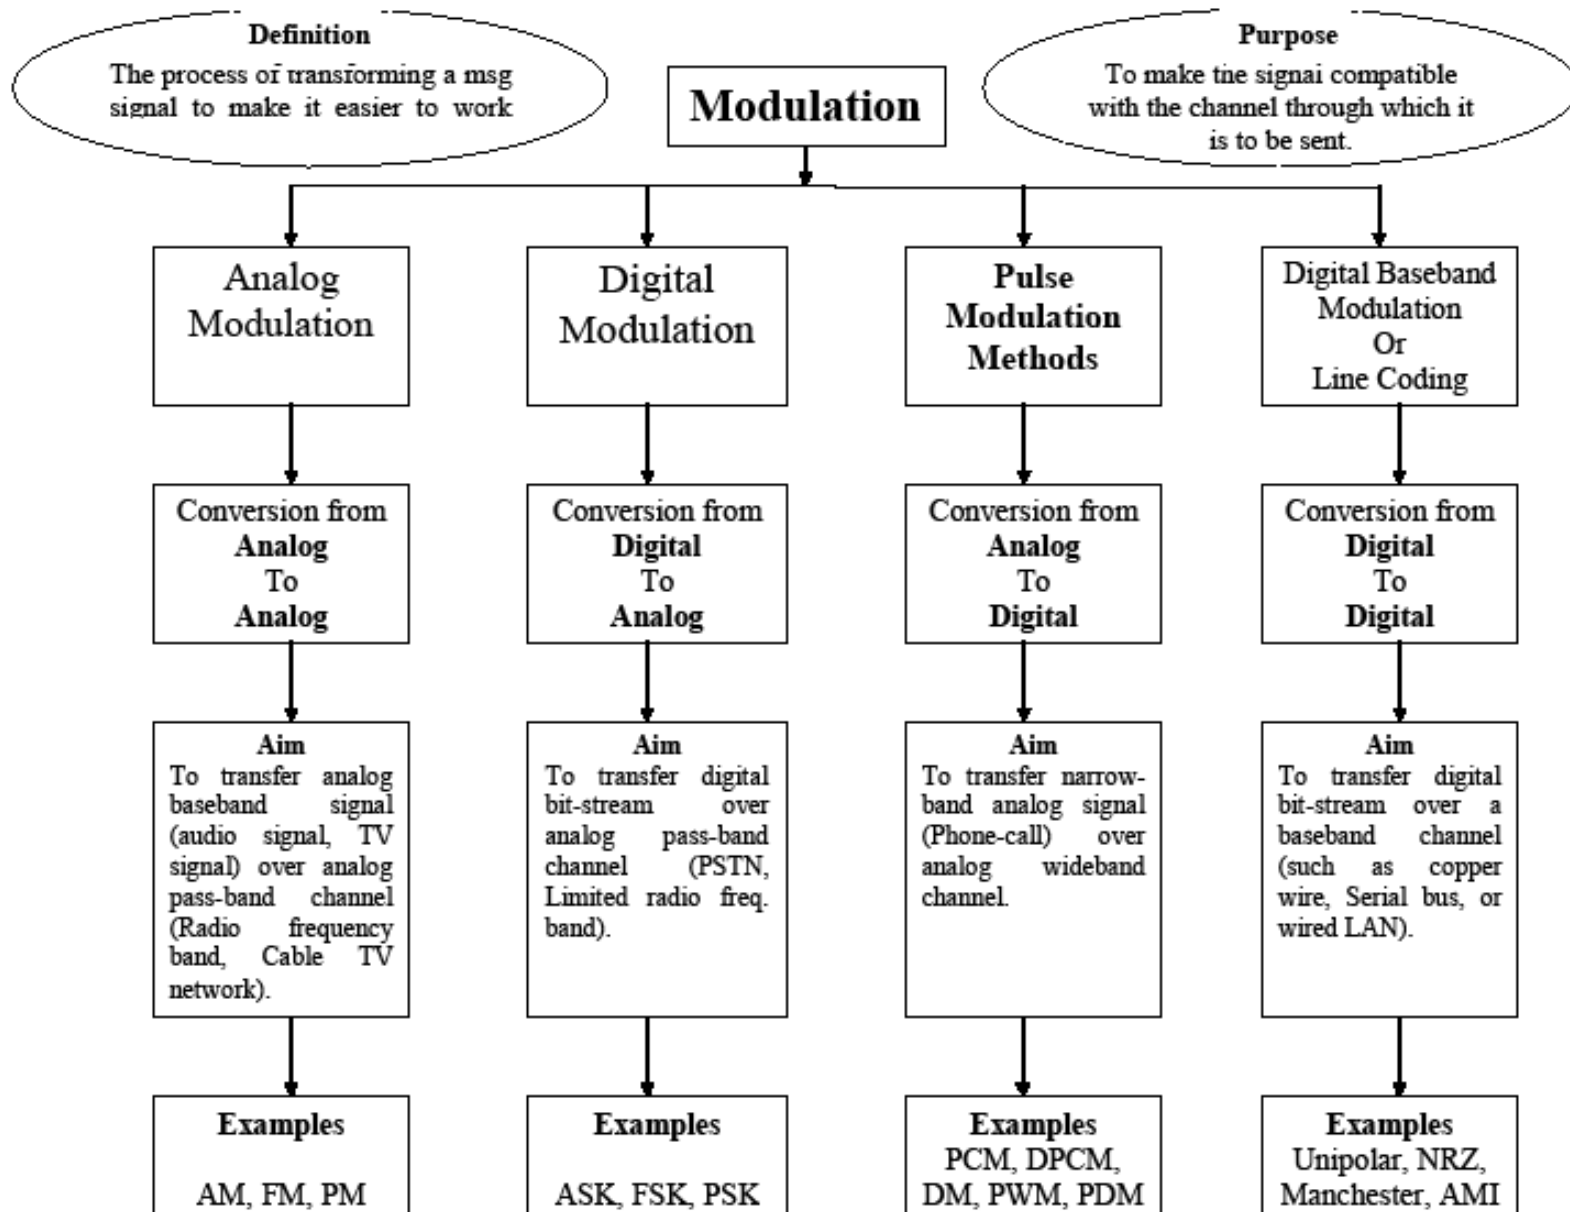 Definition
The process of transforming a msg
signal to make it easier to work
Modulation
Purpose
To make the signal compatible
with the channel through which it
is to be sent.
Analog
Modulation
Digital
Modulation
Pulse
Modulation
Methods
Digital Baseband
Modulation
Or
Line Coding
Conversion from
Analog
To
Analog
Conversion from
Digital
To
Analog
Conversion from
Analog
To
Digital
Conversion from
Digital
To
Digital
Aim
To transfer analog
baseband signal
(audio signal, TV
signal) over analog
pass-band channel
(Radio frequency
band, Cable TV
network).
Aim
To transfer digital
bit-stream over
analog pass-band
channel (PSTN,
Limited radio freq.
band).
Aim
To transfer narrow-
band analog signal
(Phone-call) over
analog wideband
channel.
Aim
To transfer digital
bit-stream over a
baseband channel
(such as copper
wire, Serial bus, or
wired LAN).
Examples
AM, FM, PM
Examples
ASK, FSK, PSK
Examples
PCM, DPCM,
DM, PWM, PDM
Examples
Unipolar, NRZ,
Manchester, AMI